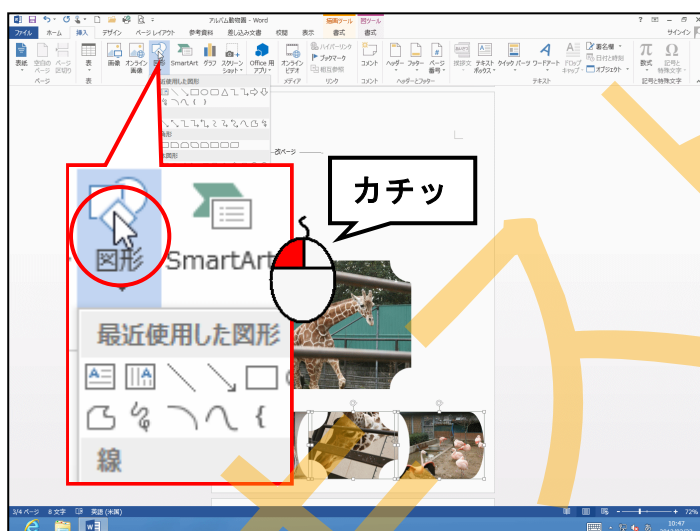 アルバム動物園 - Word
描画ツール 図ツール
サインイン
ファイル ホーム 挿入 デザイン ページ レイアウト 参考資料 差し込み文書 校閲 表示 書式 書式
表紙 空白のページ ページ区切り 表 画像 オンライン画像 図形 SmartArt グラフ スクリーンショット Office 用アプリ オンラインビデオ ハイパーリンク ブックマーク 相互参照 コメント ヘッダー フッター ページ番号 挨拶文 テキストボックス クイック パーツ ワードアート ドロップキャップ 署名欄 日付と時刻 オブジェクト 数式 記号と特殊文字
ページ 表 メディア リンク コメント ヘッダーとフッター テキスト 記号と特殊文字
最近使用した図形
改ページ
カチッ
図形 SmartArt
最近使用した図形
線
3/4 ページ 8 文字 英語 (米国)
72%
10:47